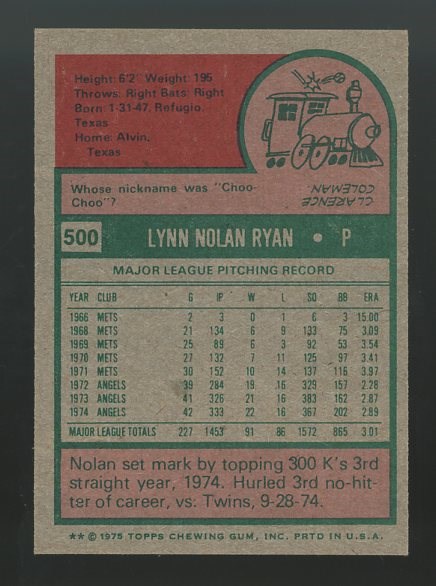 Height: 6'2" Weight: 195
Throws: Right Bats: Right
Born: 1-31-47, Refugio,
Texas
Home: Alvin,
Texas
Whose nickname was "Choo-
Choo"?
CLARENCE
COLEMAN
500 LYNN NOLAN RYAN • P
MAJOR LEAGUE PITCHING RECORD
YEAR CLUB G IP W L SO BB ERA
1966 METS 2 3 0 1 6 3 15.00
1968 METS 21 134 6 9 133 75 3.09
1969 METS 25 89 6 3 92 53 3.54
1970 METS 27 132 7 11 125 97 3.41
1971 METS 30 152 10 14 137 116 3.97
1972 ANGELS 39 284 19 16 329 157 2.28
1973 ANGELS 41 326 21 16 383 162 2.87
1974 ANGELS 42 333 22 16 367 202 2.89
MAJOR LEAGUE TOTALS 227 1453 91 86 1572 865 3.01
Nolan set mark by topping 300 K's 3rd
straight year, 1974. Hurled 3rd no-hit-
ter of career, vs. Twins, 9-28-74.
** © 1975 TOPPS CHEWING GUM, INC. PRTD IN U.S.A.